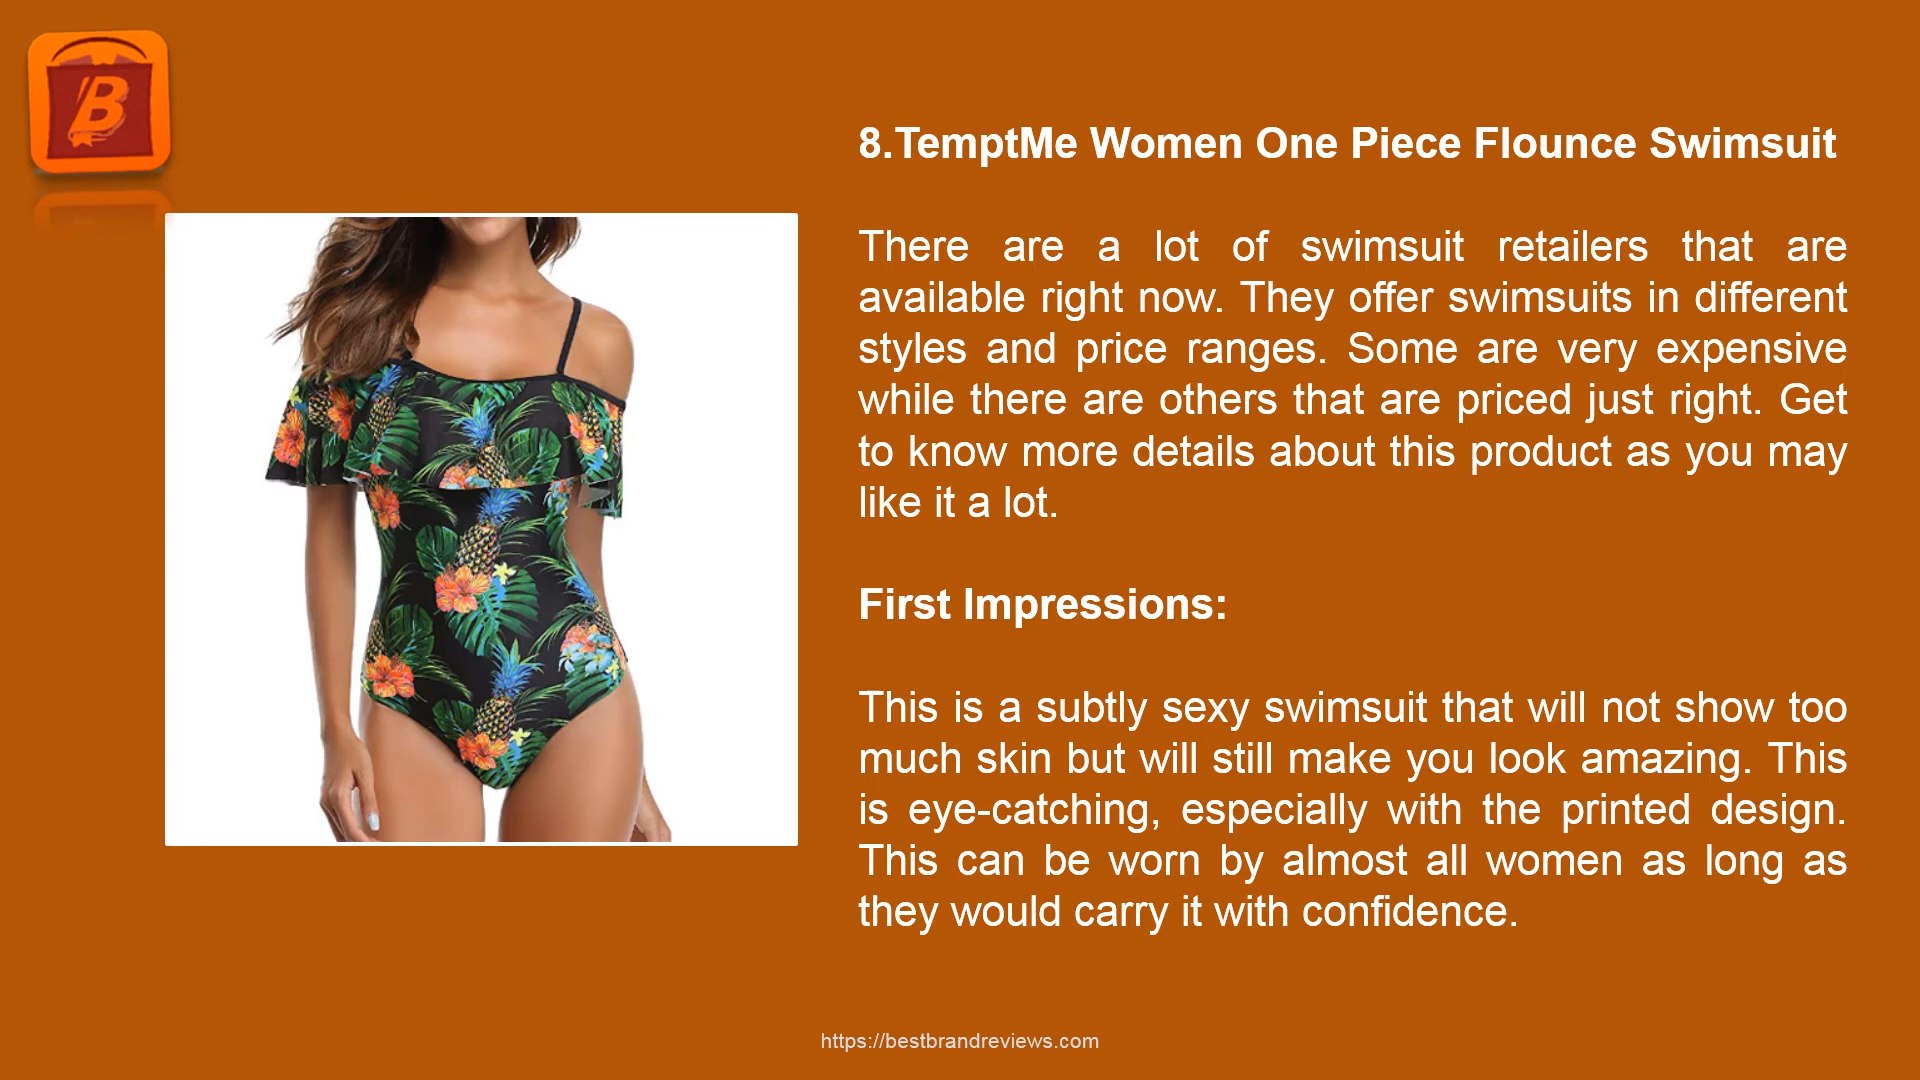 B
8.TemptMe Women One Piece Flounce Swimsuit
There are a lot of swimsuit retailers that are
available right now. They offer swimsuits in different
styles and price ranges. Some are very expensive
while there are others that are priced just right. Get
to know more details about this product as you may
like it a lot.
First Impressions:
This is a subtly sexy swimsuit that will not show too
much skin but will still make you look amazing. This
is eye-catching, especially with the printed design.
This can be worn by almost all women as long as
they would carry it with confidence.
https://bestbrandreviews.com